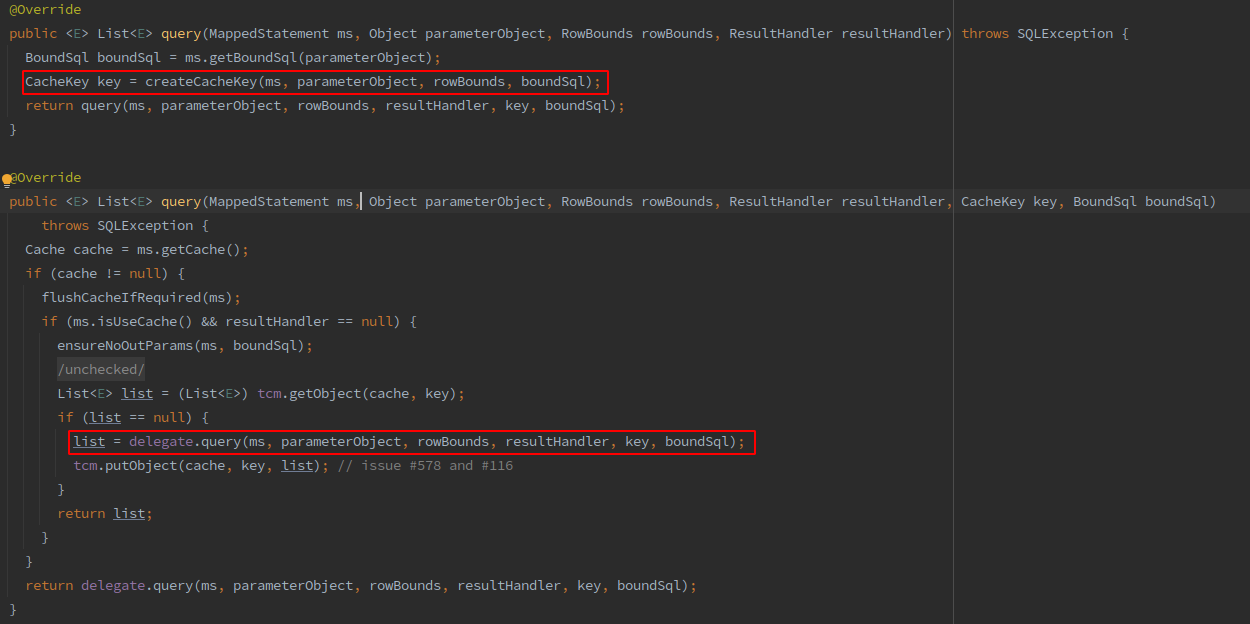 @Override
public <E> List<E> query(MappedStatement ms, Object parameterObject, RowBounds rowBounds, ResultHandler resultHandler) throws SQLException {
BoundSql boundSql = ms.getBoundSql(parameterObject);
CacheKey key = createCacheKey(ms, parameterObject, rowBounds, boundSql);
return query(ms, parameterObject, rowBounds, resultHandler, key, boundSql);
}
@Override
public <E> List<E> query(MappedStatement ms, Object parameterObject, RowBounds rowBounds, ResultHandler resultHandler, CacheKey key, BoundSql boundSql)
throws SQLException {
Cache cache = ms.getCache();
if (cache != null) {
flushCacheIfRequired(ms);
if (ms.isUseCache() && resultHandler == null) {
ensureNoOutParams(ms, boundSql);
/unchecked/
List<E> list = (List<E>) tcm.getObject(cache, key);
if (list == null) {
list = delegate.query(ms, parameterObject, rowBounds, resultHandler, key, boundSql);
tcm.putObject(cache, key, list); // issue #578 and #116
}
return list;
}
}
return delegate.query(ms, parameterObject, rowBounds, resultHandler, key, boundSql);
}